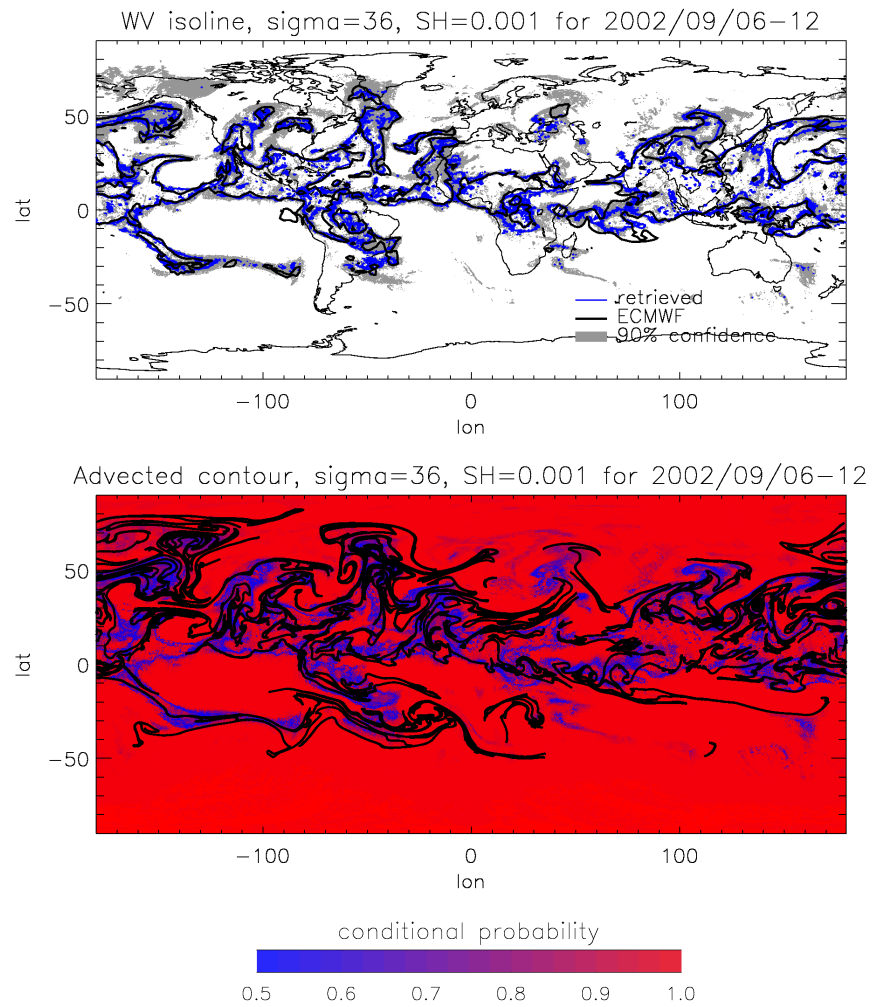 WV isoline, sigma=36, SH=0.001 for 2002/09/06-12
50
0
-50
lat
retrieved
ECMWF
90% confidence
-100
0
100
lon
Advected contour, sigma=36, SH=0.001 for 2002/09/06-12
50
0
-50
lat
-100
0
100
lon
conditional probability
0.5
0.6
0.7
0.8
0.9
1.0